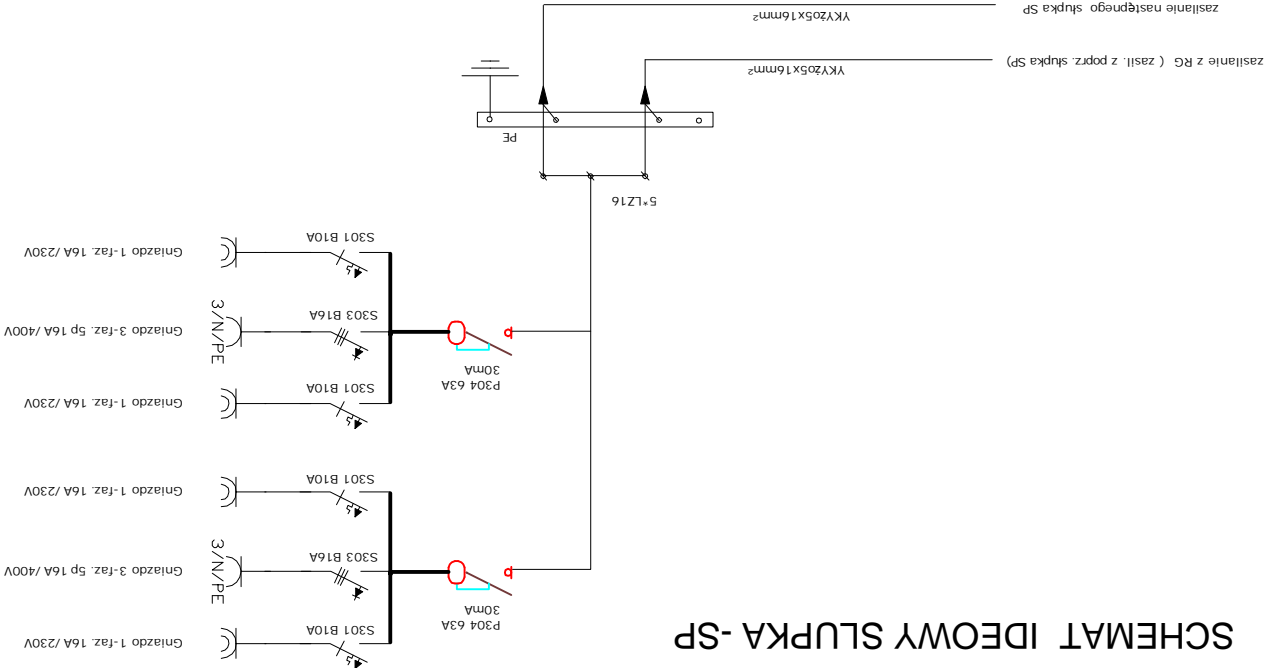 SCHEMAT IDEOWY SLUPKA -SP
P304 63A
30mA
S301 B10A
Gniazdo 1-faz. 16A/230V
S303 B16A
3/N/PE
Gniazdo 3-faz. 5p 16A/400V
S301 B10A
Gniazdo 1-faz. 16A/230V
P304 63A
30mA
S301 B10A
Gniazdo 1-faz. 16A/230V
S303 B16A
3/N/PE
Gniazdo 3-faz. 5p 16A/400V
S301 B10A
Gniazdo 1-faz. 16A/230V
5*LZ16
PE
zasilanie z RG ( zasil. z poprz. słupka SP)
YKYżo5x16mm²
zasilanie następnego słupka SP
YKYżo5x16mm²